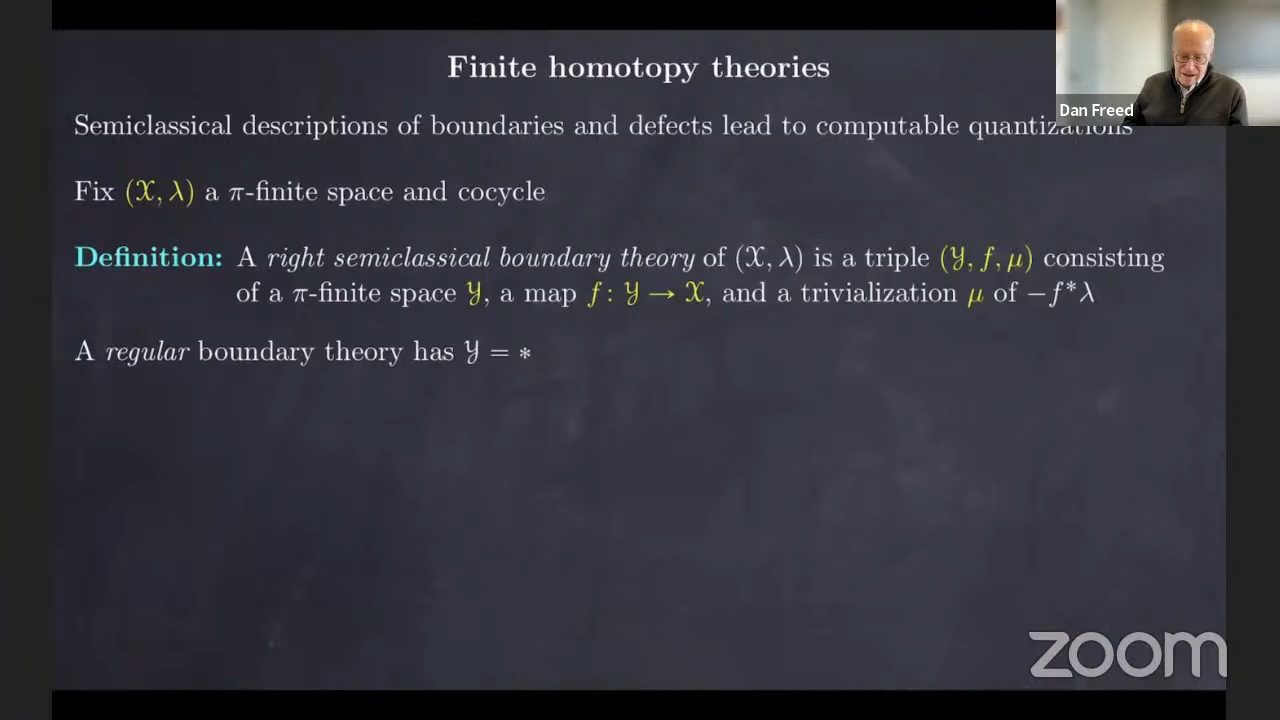 Finite homotopy theories
Dan Freed
Semiclassical descriptions of boundaries and defects lead to computable quantizations
Fix (𝒳, λ) a π-finite space and cocycle
Definition: A right semiclassical boundary theory of (𝒳, λ) is a triple (𝒴, f, μ) consisting
of a π-finite space 𝒴, a map f : 𝒴 → 𝒳, and a trivialization μ of −f*λ
A regular boundary theory has 𝒴 = *
zoom